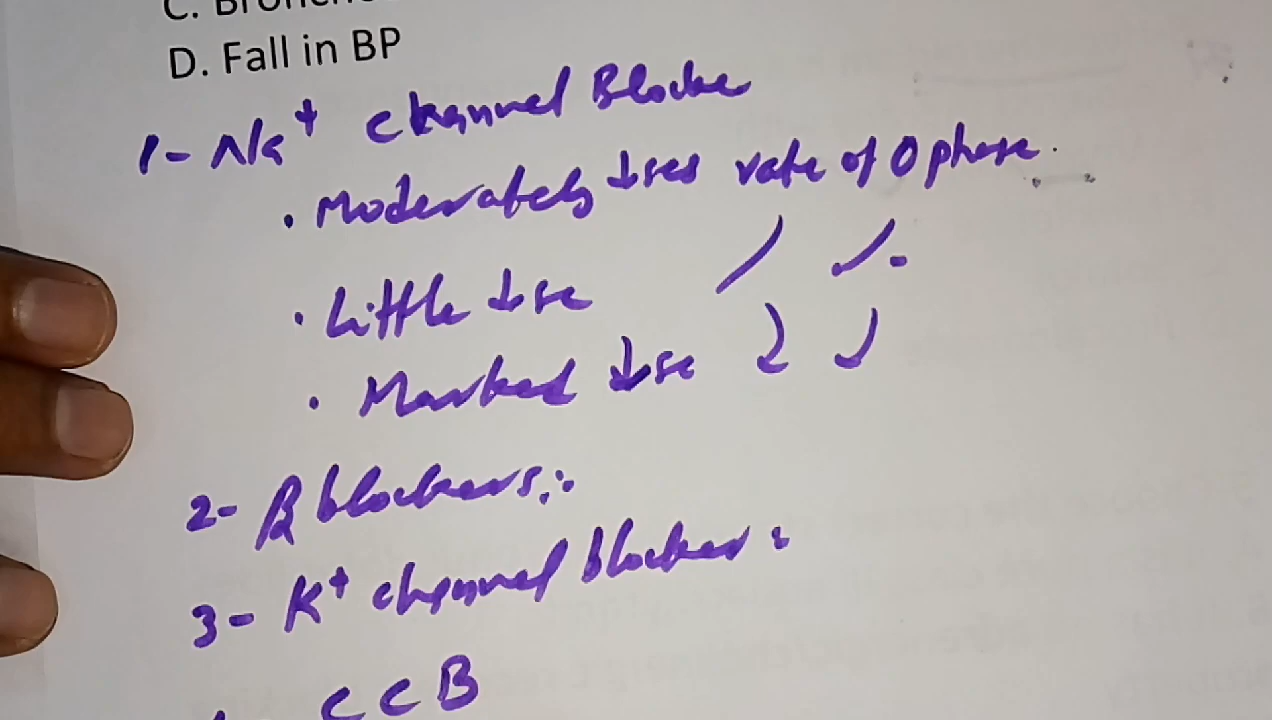 D. Fall in BP
1- Na+ channel Blocker
• Moderately ↓ses rate of 0 phase.
• Little ↓se
• Marked ↓se
2- β blockers:
3- K+ channel blocker:
CCB